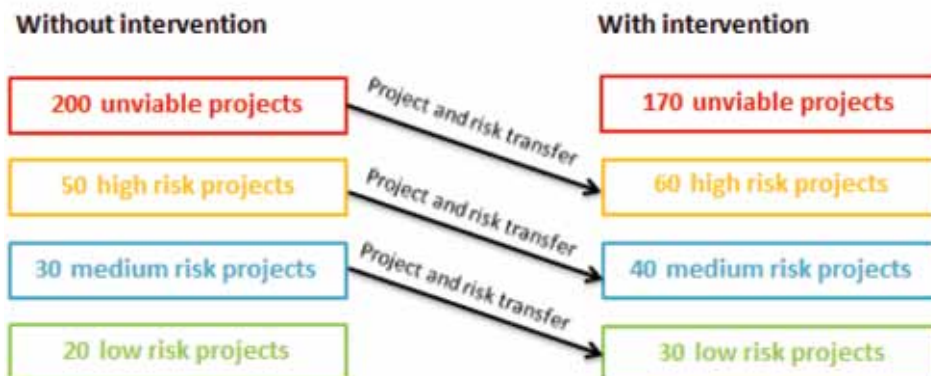 Without intervention
With intervention
200 unviable projects
Project and risk transfer
170 unviable projects
50 high risk projects
Project and risk transfer
60 high risk projects
30 medium risk projects
Project and risk transfer
40 medium risk projects
20 low risk projects
30 low risk projects